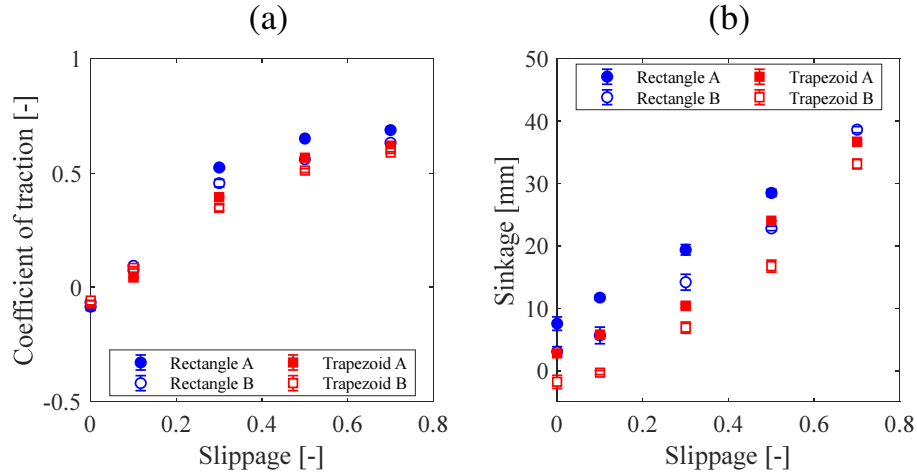 (a)
1
0.5
0
-0.5
Coefficient of traction [-]
Rectangle A
Rectangle B
Trapezoid A
Trapezoid B
0 0.2 0.4 0.6 0.8
Slippage [-]
(b)
50
40
30
20
10
0
Sinkage [mm]
Rectangle A
Rectangle B
Trapezoid A
Trapezoid B
0 0.2 0.4 0.6 0.8
Slippage [-]